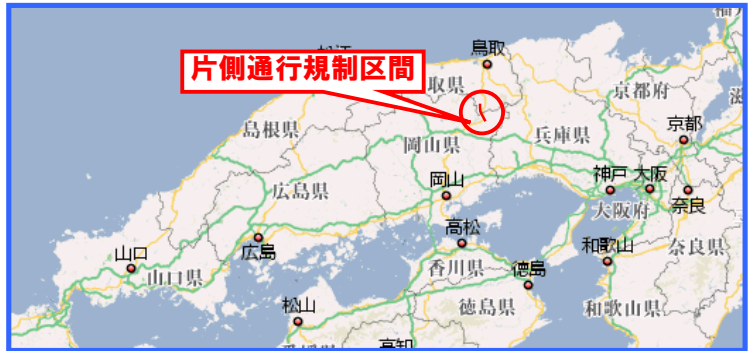 鳥取
片側通行規制区間
取県
京都府
京都
島根県
岡山県
兵庫県
神戸
大阪
岡山
広島県
大阪府
奈良
高松
和歌山
奈良県
山口
広島
山口県
香川県
徳島
松山
徳島県
和歌山県
高知